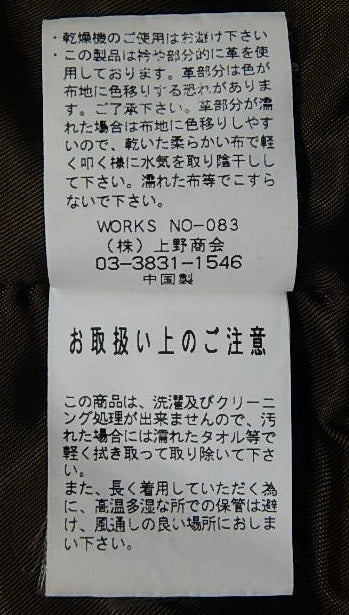 ・乾燥機のご使用はお避け下さい
・この製品は衿や部分的に革を使
用しております。革部分は色が
布地に色移りする恐れがありま
す。ご了承下さい。革部分が濡
れた場合は布地に色移りしやす
いので、乾いた柔らかい布で軽
く叩く様に水気を取り陰干しし
て下さい。濡れた布等でこすら
ないで下さい。
WORKS NO-083
(株)上野商会
03-3831-1546
中国製
お取扱い上のご注意
この商品は、洗濯及びクリーニ
ング処理が出来ませんので、汚
れた場合には濡れたタオル等で
軽く拭き取って取り除いて下さ
い。
また、長く着用していただく為
に、高温多湿な所での保管は避
け、風通しの良い場所におしま
い下さい。